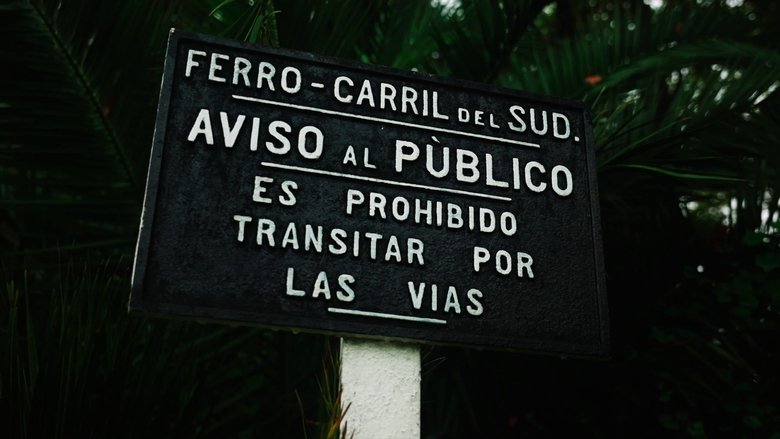 FERRO-CARRIL DEL SUD.
AVISO AL PÙBLICO
ES PROHIBIDO
TRANSITAR POR
LAS VIAS